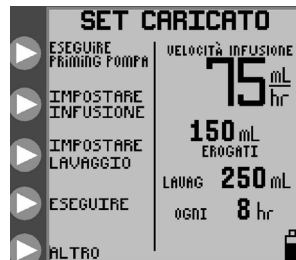 SET CARICATO
ESEGUIRE
PRIMING POMPA
IMPOSTARE
INFUSIONE
IMPOSTARE
LAVAGGIO
ESEGUIRE
ALTRO
VELOCITÀ INFUSIONE
75 mL/hr
150 mL
EROGATI
LAVAG 250 mL
OGNI 8 hr